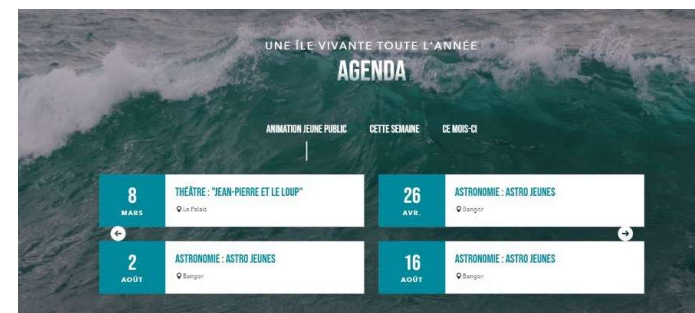 UNE ÎLE VIVANTE TOUTE L'ANNÉE
AGENDA
ANIMATION JEUNE PUBLIC CETTE SEMAINE CE MOIS-CI
8
MARS
THÉÂTRE : "JEAN-PIERRE ET LE LOUP"
Le Palais
26
AVR.
ASTRONOMIE : ASTRO JEUNES
Bangor
2
AOÛT
ASTRONOMIE : ASTRO JEUNES
Bangor
16
AOÛT
ASTRONOMIE : ASTRO JEUNES
Bangor